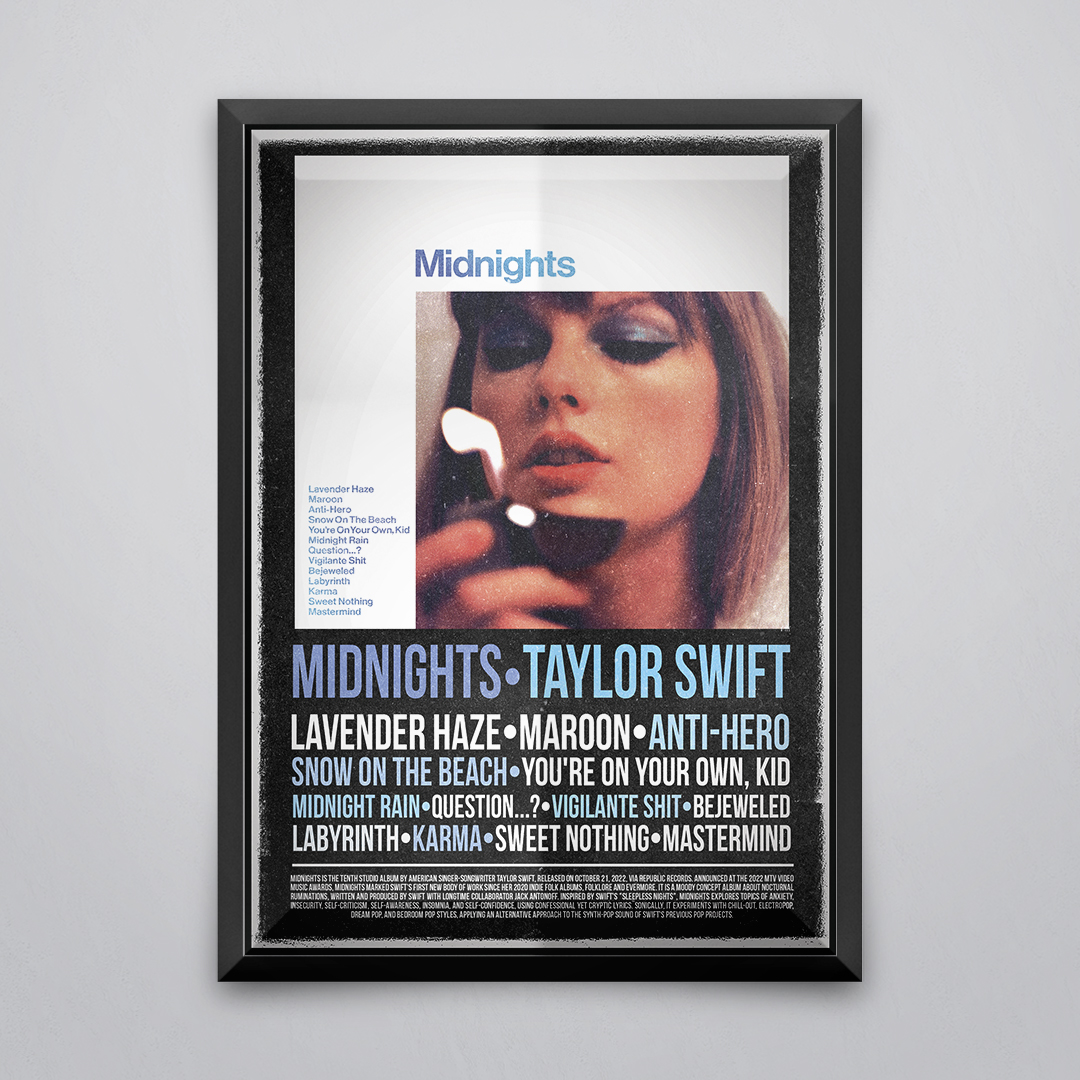 Midnights
Lavender Haze
Maroon
Anti-Hero
Snow On The Beach
You're On Your Own, Kid
Midnight Rain
Question...?
Vigilante Shit
Bejeweled
Labyrinth
Karma
Sweet Nothing
Mastermind
MIDNIGHTS•TAYLOR SWIFT
LAVENDER HAZE•MAROON•ANTI-HERO
SNOW ON THE BEACH•YOU'RE ON YOUR OWN, KID
MIDNIGHT RAIN•QUESTION...?•VIGILANTE SHIT•BEJEWELED
LABYRINTH•KARMA•SWEET NOTHING•MASTERMIND
MIDNIGHTS IS THE TENTH STUDIO ALBUM BY AMERICAN SINGER-SONGWRITER TAYLOR SWIFT, RELEASED ON OCTOBER 21, 2022, VIA REPUBLIC RECORDS. ANNOUNCED AT THE 2022 MTV VIDEO
MUSIC AWARDS, MIDNIGHTS MARKED SWIFT'S FIRST NEW BODY OF WORK SINCE HER 2020 INDIE FOLK ALBUMS, FOLKLORE AND EVERMORE. IT IS A MOODY CONCEPT ALBUM ABOUT NOCTURNAL
RUMINATIONS, WRITTEN AND PRODUCED BY SWIFT WITH LONGTIME COLLABORATOR JACK ANTONOFF. INSPIRED BY SWIFT'S "SLEEPLESS NIGHTS", MIDNIGHTS EXPLORES TOPICS OF ANXIETY,
INSECURITY, SELF-CRITICISM, SELF-AWARENESS, INSOMNIA, AND SELF-CONFIDENCE, USING CONFESSIONAL YET CRYPTIC LYRICS. SONICALLY, IT EXPERIMENTS WITH CHILL-OUT, ELECTROPOP,
DREAM POP, AND BEDROOM POP STYLES, APPLYING AN ALTERNATIVE APPROACH TO THE SYNTH-POP SOUND OF SWIFT'S PREVIOUS POP PROJECTS.